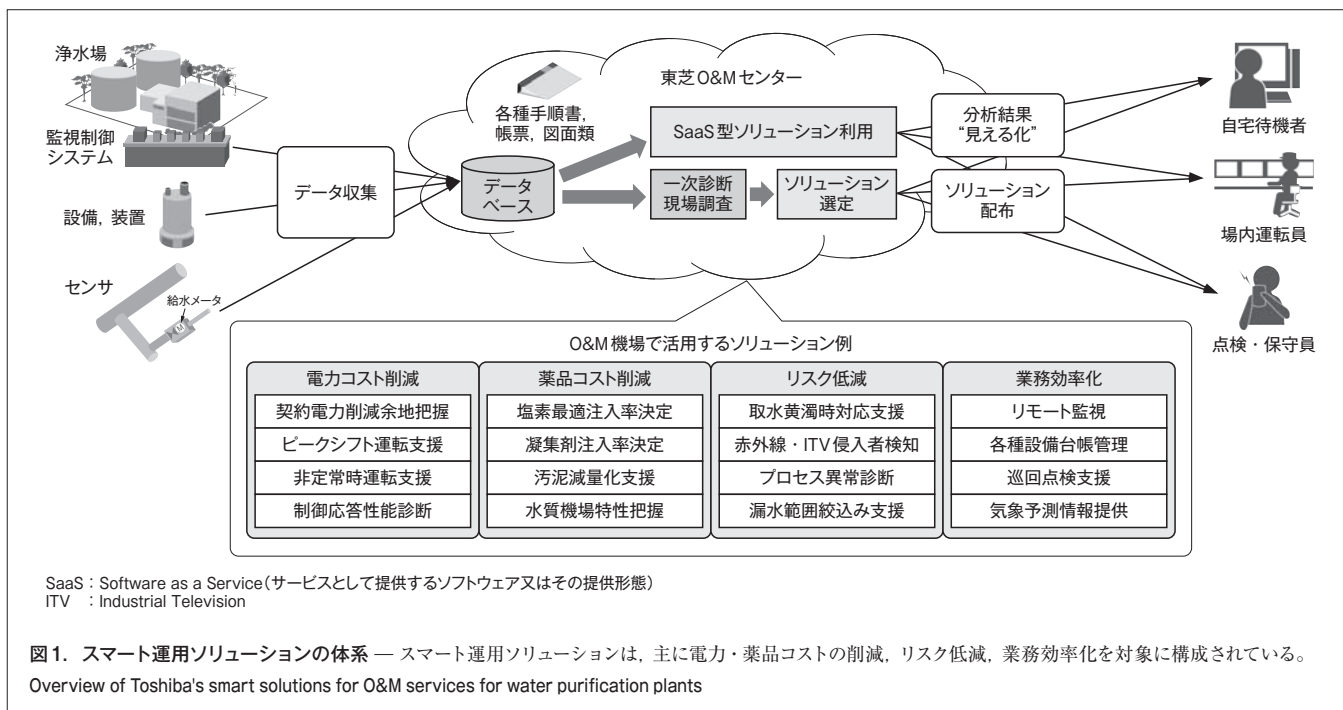 浄水場
監視制御
システム
設備, 装置
センサ
給水メータ
M
データ収集
各種手順書,
帳票, 図面類
データ
ベース
東芝O&Mセンター
SaaS型ソリューション利用
一次診断
現場調査
ソリューション
選定
分析結果
“見える化”
ソリューション
配布
自宅待機者
場内運転員
点検・保守員
O&M機場で活用するソリューション例
電力コスト削減
契約電力削減余地把握
ピークシフト運転支援
非定常時運転支援
制御応答性能診断
薬品コスト削減
塩素最適注入率決定
凝集剤注入率決定
汚泥減量化支援
水質機場特性把握
リスク低減
取水黄濁時対応支援
赤外線・ITV侵入者検知
プロセス異常診断
漏水範囲絞込み支援
業務効率化
リモート監視
各種設備台帳管理
巡回点検支援
気象予測情報提供
SaaS:Software as a Service(サービスとして提供するソフトウェア又はその提供形態)
ITV :Industrial Television
図1. スマート運用ソリューションの体系 — スマート運用ソリューションは, 主に電力・薬品コストの削減, リスク低減, 業務効率化を対象に構成されている。
Overview of Toshiba's smart solutions for O&M services for water purification plants